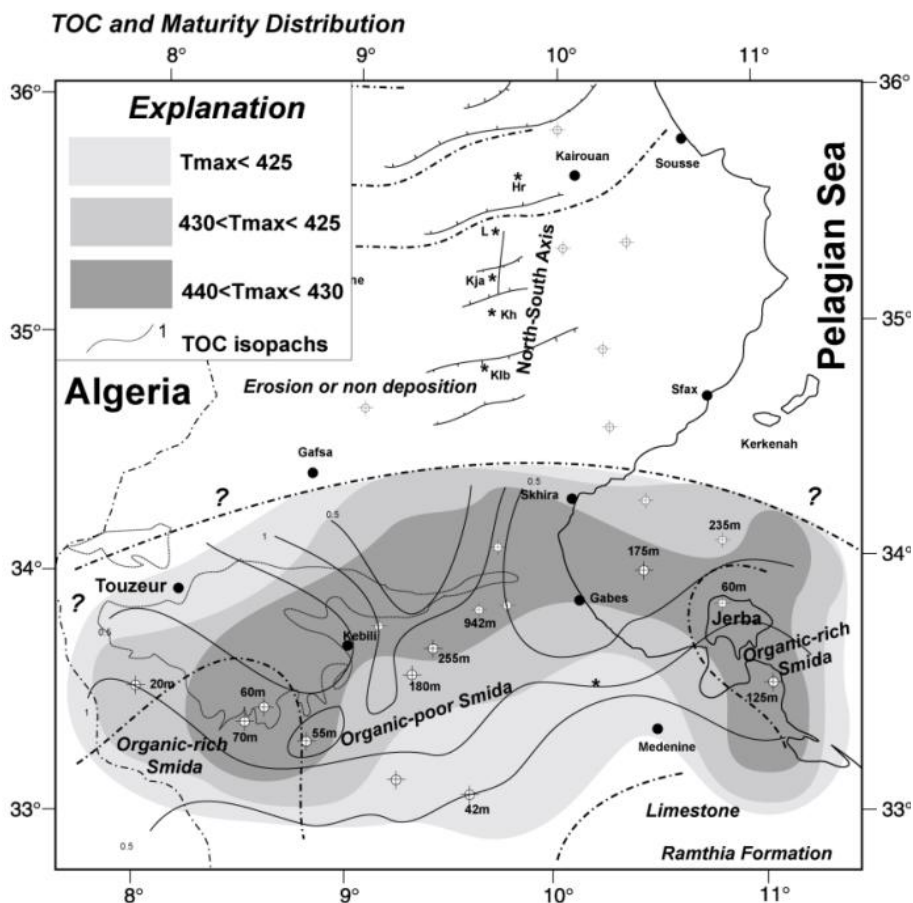 TOC and Maturity Distribution
8°
9°
10°
11°
36°
36°
Explanation
Tmax< 425
430<Tmax< 425
440<Tmax< 430
1
TOC isopachs
Kairouan
Sousse
Hr
L
Kja
Kh
Klb
ne
North-South Axis
Pelagian Sea
35°
35°
Algeria
Erosion or non deposition
Sfax
Kerkenah
Gafsa
?
0.5
0.5
Skhira
?
235m
1
175m
34°
34°
Touzeur
60m
?
Gabes
Jerba
0.5
942m
Kebili
255m
Organic-rich
Smida
20m
60m
180m
125m
Organic-poor Smida
1
70m
55m
Organic-rich
Smida
Medenine
33°
33°
42m
Limestone
0.5
Ramthia Formation
8°
9°
10°
11°